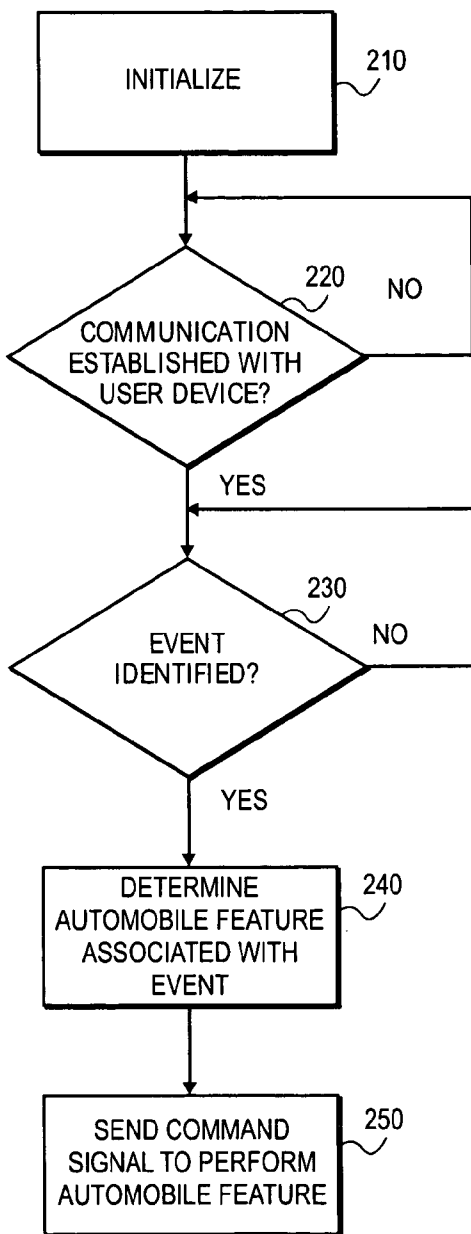 INITIALIZE
210
220
NO
COMMUNICATION
ESTABLISHED WITH
USER DEVICE?
YES
230
NO
EVENT
IDENTIFIED?
YES
240
DETERMINE
AUTOMOBILE FEATURE
ASSOCIATED WITH
EVENT
250
SEND COMMAND
SIGNAL TO PERFORM
AUTOMOBILE FEATURE